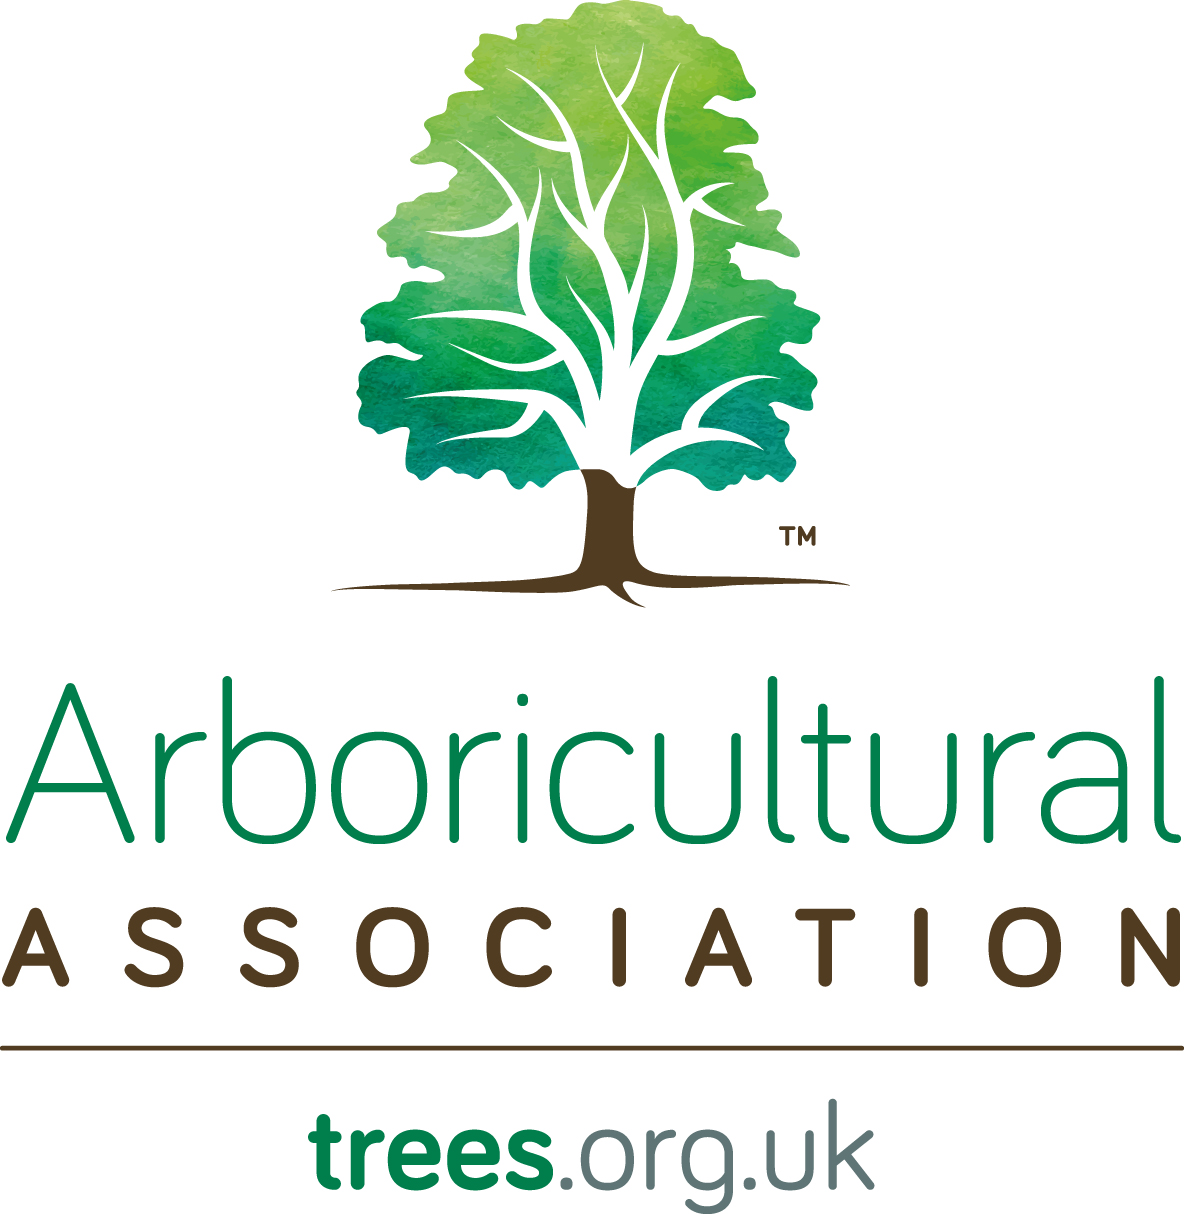 TM
Arboricultural
ASSOCIATION
trees.org.uk